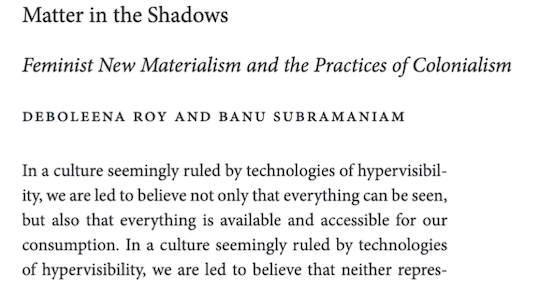 Matter in the Shadows
Feminist New Materialism and the Practices of Colonialism
DEBOLEENA ROY AND BANU SUBRAMANIAM
In a culture seemingly ruled by technologies of hypervisibil-
ity, we are led to believe not only that everything can be seen,
but also that everything is available and accessible for our
consumption. In a culture seemingly ruled by technologies
of hypervisibility, we are led to believe that neither repres-